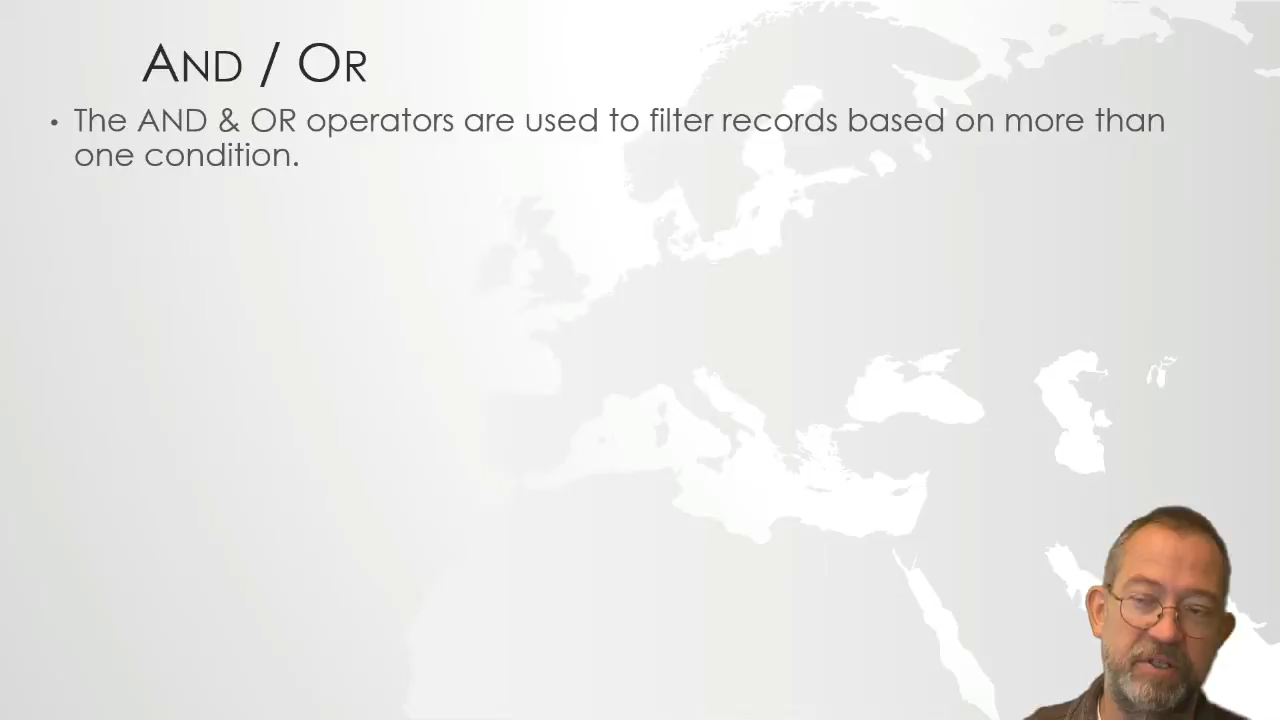 AND / OR
• The AND & OR operators are used to filter records based on more than
one condition.